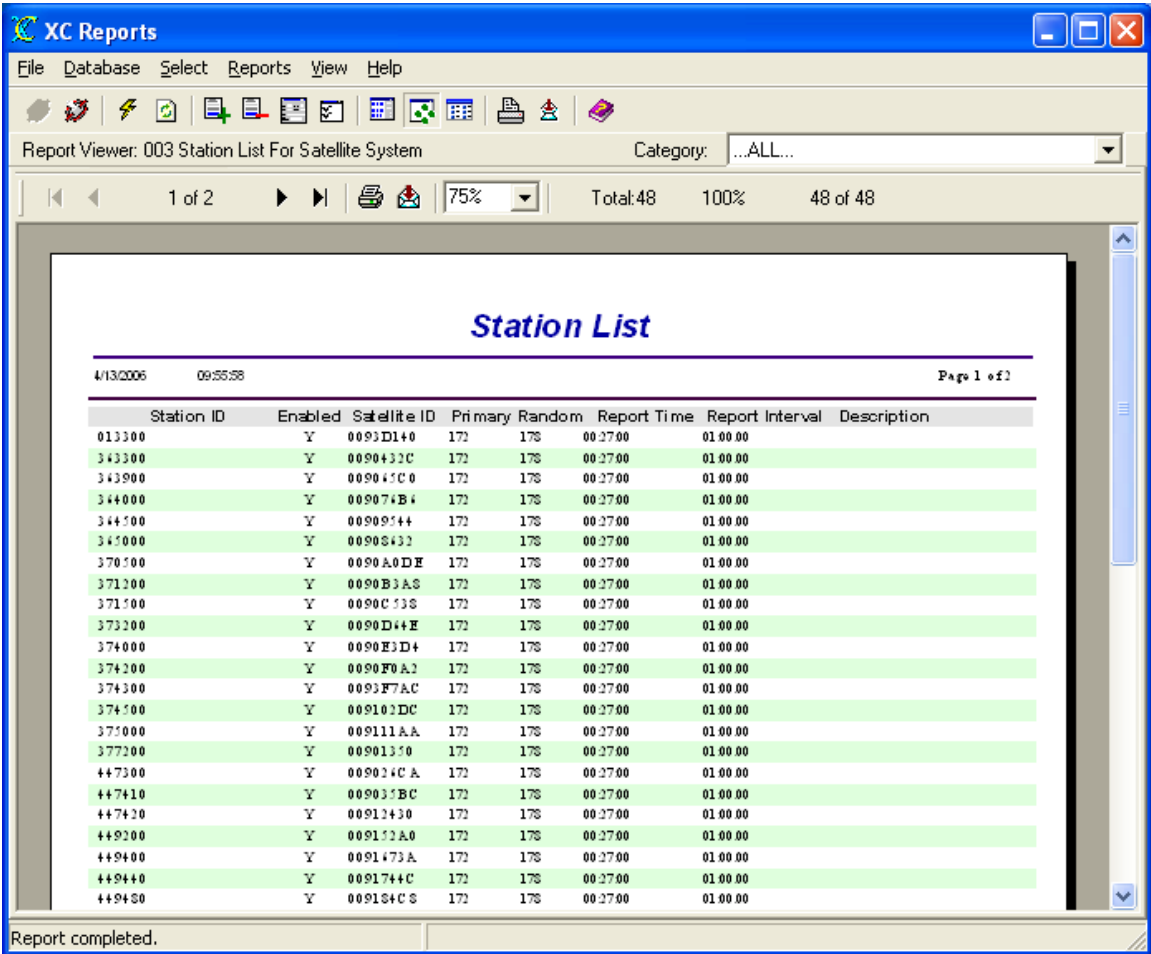 XC Reports
File Database Select Reports View Help
Report Viewer: 003 Station List For Satellite System Category: ...ALL...
1 of 2 75% Total:48 100% 48 of 48
Station List
4/13/2006 09:55:58 Page 1 of 2
Station ID Enabled Satellite ID Primary Random Report Time Report Interval Description
013300 Y 0093D140 172 178 00:27:00 01:00:00
363300 Y 0090432C 172 178 00:27:00 01:00:00
363900 Y 009065C0 172 178 00:27:00 01:00:00
364000 Y 009076B6 172 178 00:27:00 01:00:00
364500 Y 00909544 172 178 00:27:00 01:00:00
365000 Y 00908632 172 178 00:27:00 01:00:00
370500 Y 0090A0DE 172 178 00:27:00 01:00:00
371200 Y 0090B3A8 172 178 00:27:00 01:00:00
371500 Y 0090C538 172 178 00:27:00 01:00:00
373200 Y 0090D64E 172 178 00:27:00 01:00:00
374000 Y 0090E3D4 172 178 00:27:00 01:00:00
374200 Y 0090F0A2 172 178 00:27:00 01:00:00
374300 Y 0093F7AC 172 178 00:27:00 01:00:00
374500 Y 009102DC 172 178 00:27:00 01:00:00
375000 Y 009111AA 172 178 00:27:00 01:00:00
377200 Y 00901350 172 178 00:27:00 01:00:00
447300 Y 009026CA 172 178 00:27:00 01:00:00
447410 Y 009035BC 172 178 00:27:00 01:00:00
447420 Y 00912430 172 178 00:27:00 01:00:00
449200 Y 009152A0 172 178 00:27:00 01:00:00
449400 Y 0091673A 172 178 00:27:00 01:00:00
449440 Y 0091744C 172 178 00:27:00 01:00:00
449480 Y 009184C8 172 178 00:27:00 01:00:00
Report completed.